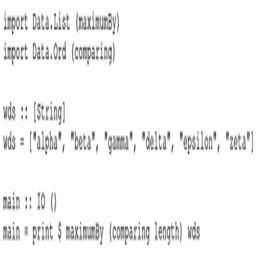 import Data.List (maximumBy)
import Data.Ord (comparing)
wds :: [String]
wds = ["alpha", "beta", "gamma", "delta", "epsilon", "zeta"]
main :: IO ()
main = print $ maximumBy (comparing length) wds